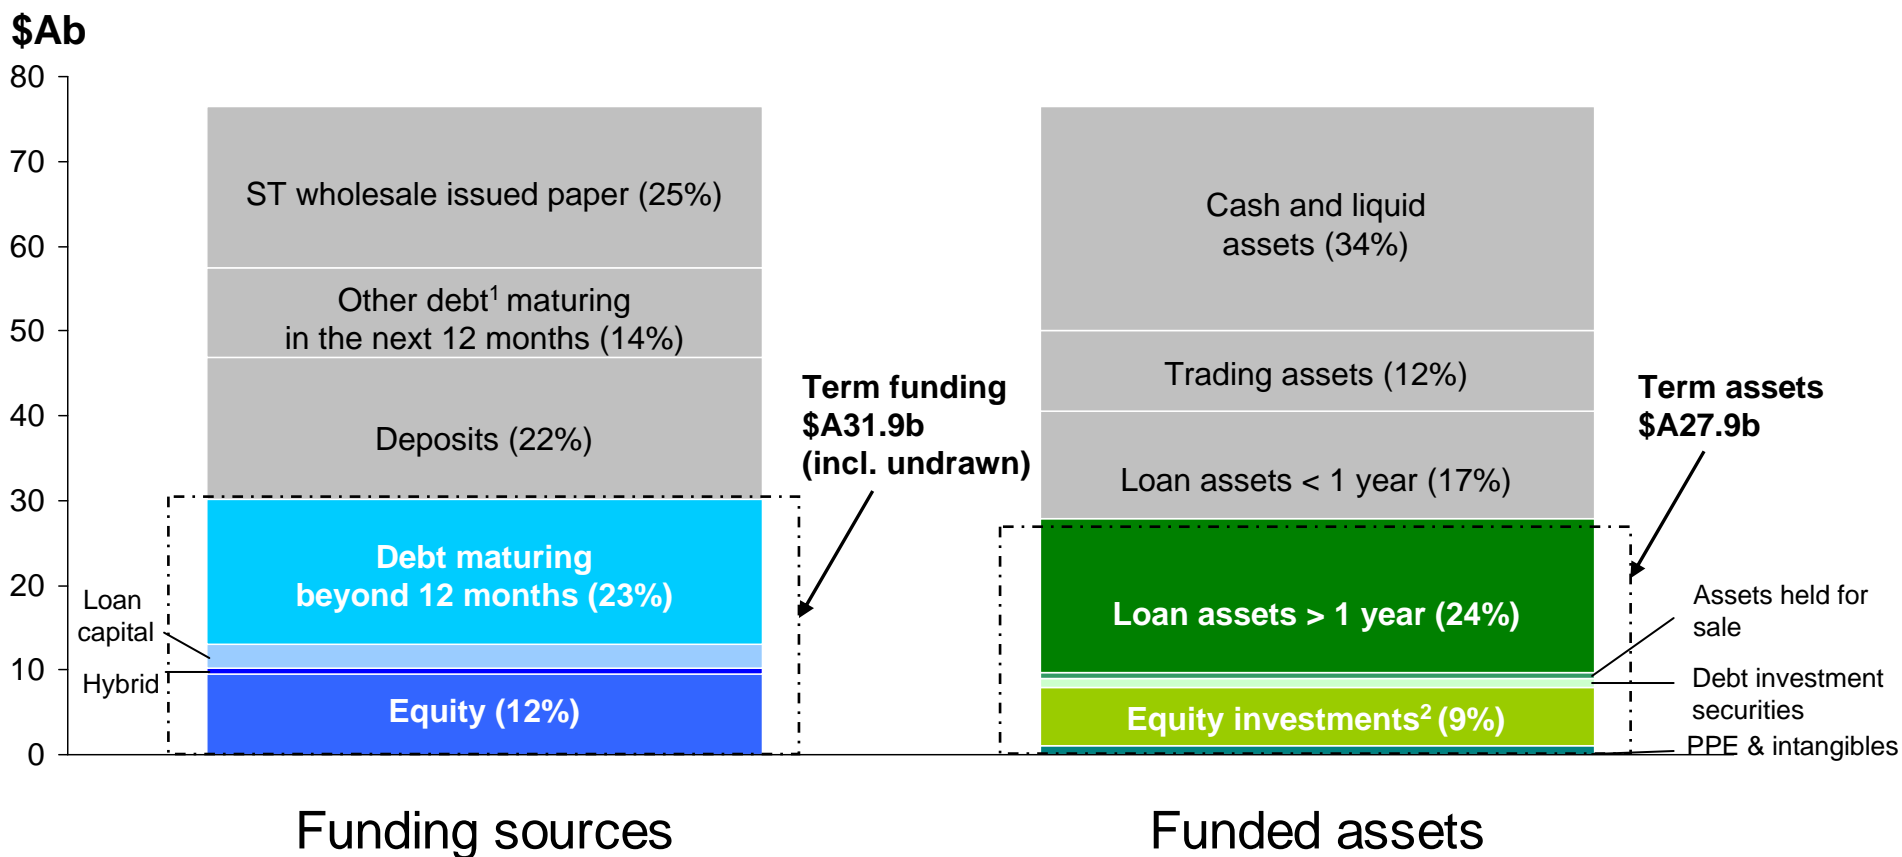 $Ab
80
70
60
50
40
30
20
10
0
ST wholesale issued paper (25%)
Other debt¹ maturing
in the next 12 months (14%)
Deposits (22%)
Debt maturing
beyond 12 months (23%)
Loan
capital
Hybrid
Equity (12%)
Term funding
$A31.9b
(incl. undrawn)
Cash and liquid
assets (34%)
Trading assets (12%)
Loan assets < 1 year (17%)
Loan assets > 1 year (24%)
Equity investments² (9%)
Term assets
$A27.9b
Assets held for
sale
Debt investment
securities
PPE & intangibles
Funding sources
Funded assets